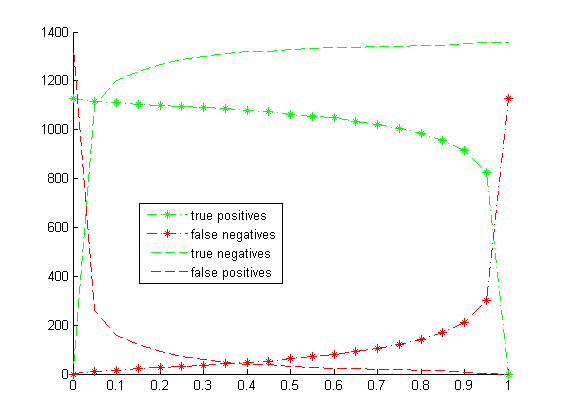 1400
1200
1000
800
600
400
200
0
true positives
false negatives
true negatives
false positives
0 0.1 0.2 0.3 0.4 0.5 0.6 0.7 0.8 0.9 1